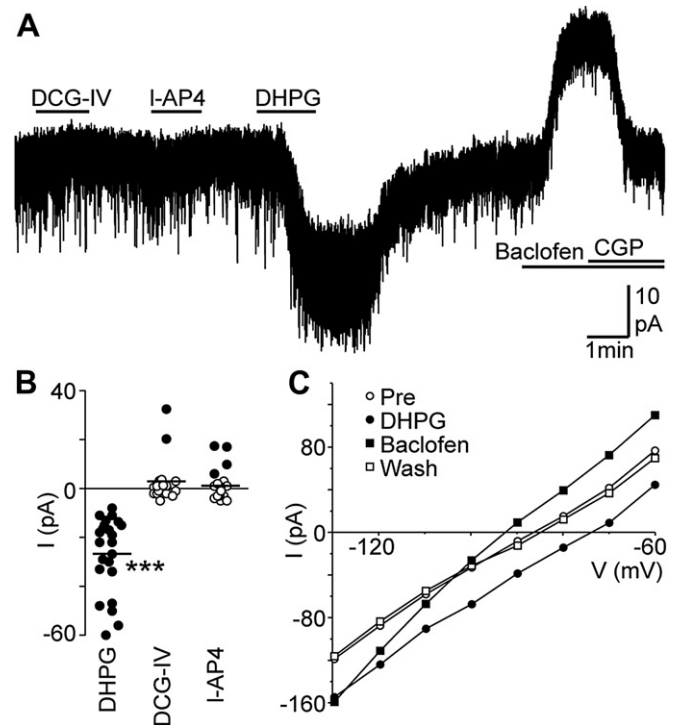 A
DCG-IV l-AP4 DHPG
Baclofen CGP
10
pA
1min
B
40
0
-60
I (pA)
***
DHPG
DCG-IV
l-AP4
C
Pre
DHPG
Baclofen
Wash
80
0
-80
-160
I (pA)
-120
-60
V (mV)